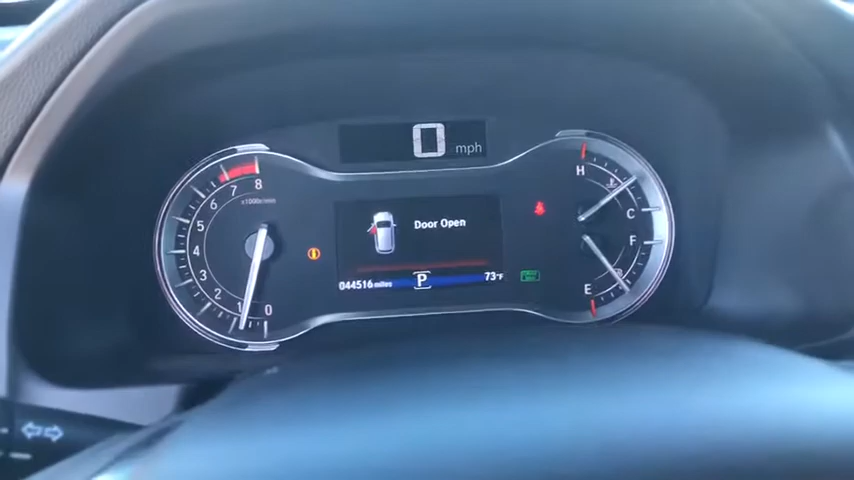 0 mph
8
7
6
5
4
3
2
1
0
x1000r/min
Door Open
044516 miles
P
73°F
H
C
F
E